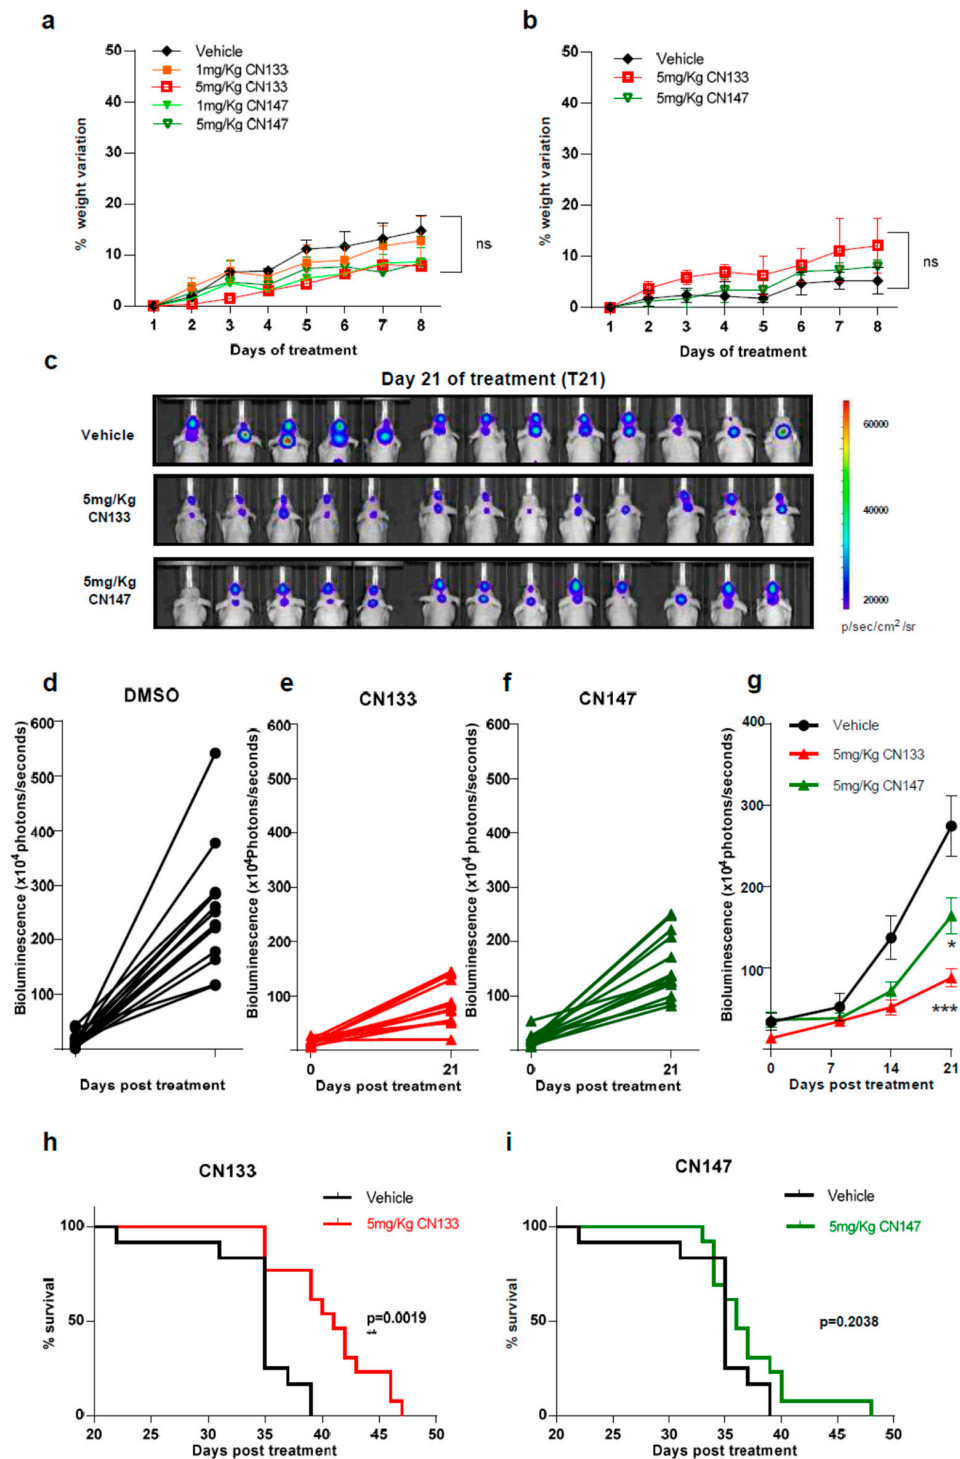 a
50
40
30
20
10
0
% weight variation
Vehicle
1mg/Kg CN133
5mg/Kg CN133
1mg/Kg CN147
5mg/Kg CN147
ns
1 2 3 4 5 6 7 8
Days of treatment
b
50
40
30
20
10
0
% weight variation
Vehicle
5mg/Kg CN133
5mg/Kg CN147
ns
1 2 3 4 5 6 7 8
Days of treatment
c
Day 21 of treatment (T21)
Vehicle
5mg/Kg
CN133
5mg/Kg
CN147
60000
40000
20000
p/sec/cm²/sr
d
DMSO
600
500
400
300
200
100
Bioluminescence (x10⁴photons/seconds)
Days post treatment
e
CN133
600
500
400
300
200
100
Bioluminescence (x10⁴Photons/seconds)
0 21
Days post treatment
f
CN147
600
500
400
300
200
100
Bioluminescence (x10⁴ photons/seconds)
0 21
Days post treatment
g
400
300
200
100
Bioluminescence (x10⁴photons/seconds)
Vehicle
5mg/Kg CN133
5mg/Kg CN147
*
***
0 7 14 21
Days post treatment
h
CN133
Vehicle
5mg/Kg CN133
100
50
0
% survival
p=0.0019
**
20 25 30 35 40 45 50
Days post treatment
i
CN147
Vehicle
5mg/Kg CN147
100
50
0
% survival
p=0.2038
20 25 30 35 40 45 50
Days post treatment